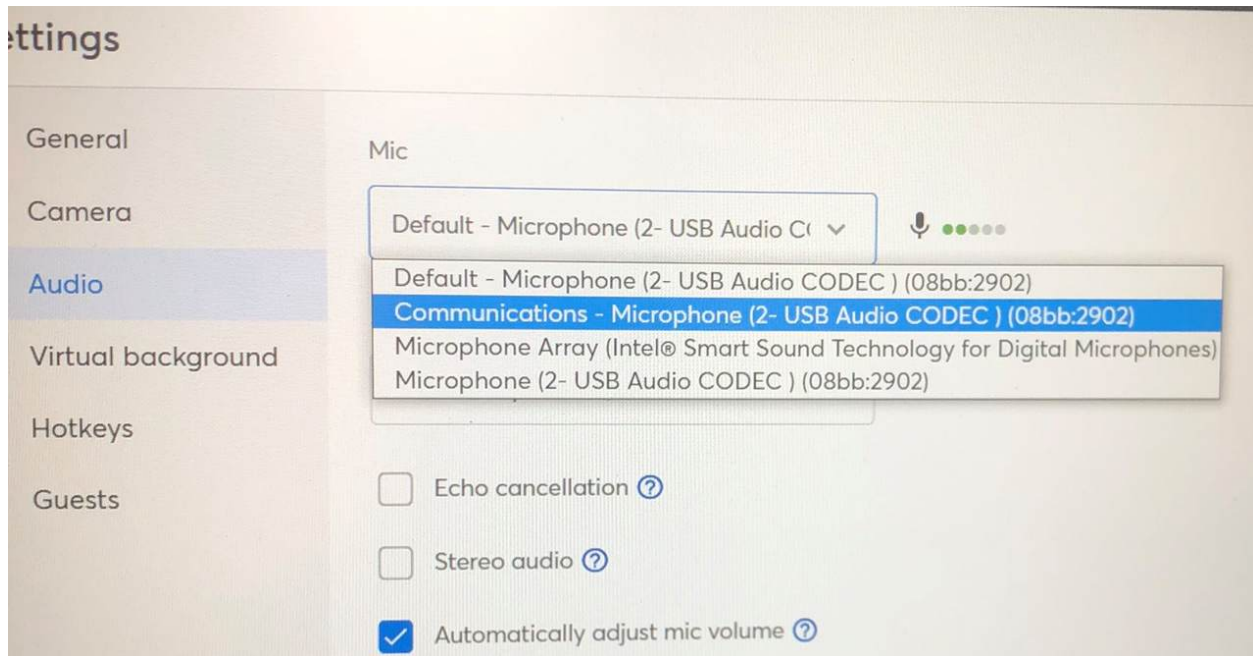 ettings
General
Camera
Audio
Virtual background
Hotkeys
Guests
Mic
Default - Microphone (2- USB Audio C
Default - Microphone (2- USB Audio CODEC ) (08bb:2902)
Communications - Microphone (2- USB Audio CODEC ) (08bb:2902)
Microphone Array (Intel® Smart Sound Technology for Digital Microphones)
Microphone (2- USB Audio CODEC ) (08bb:2902)
Echo cancellation ?
Stereo audio ?
Automatically adjust mic volume ?